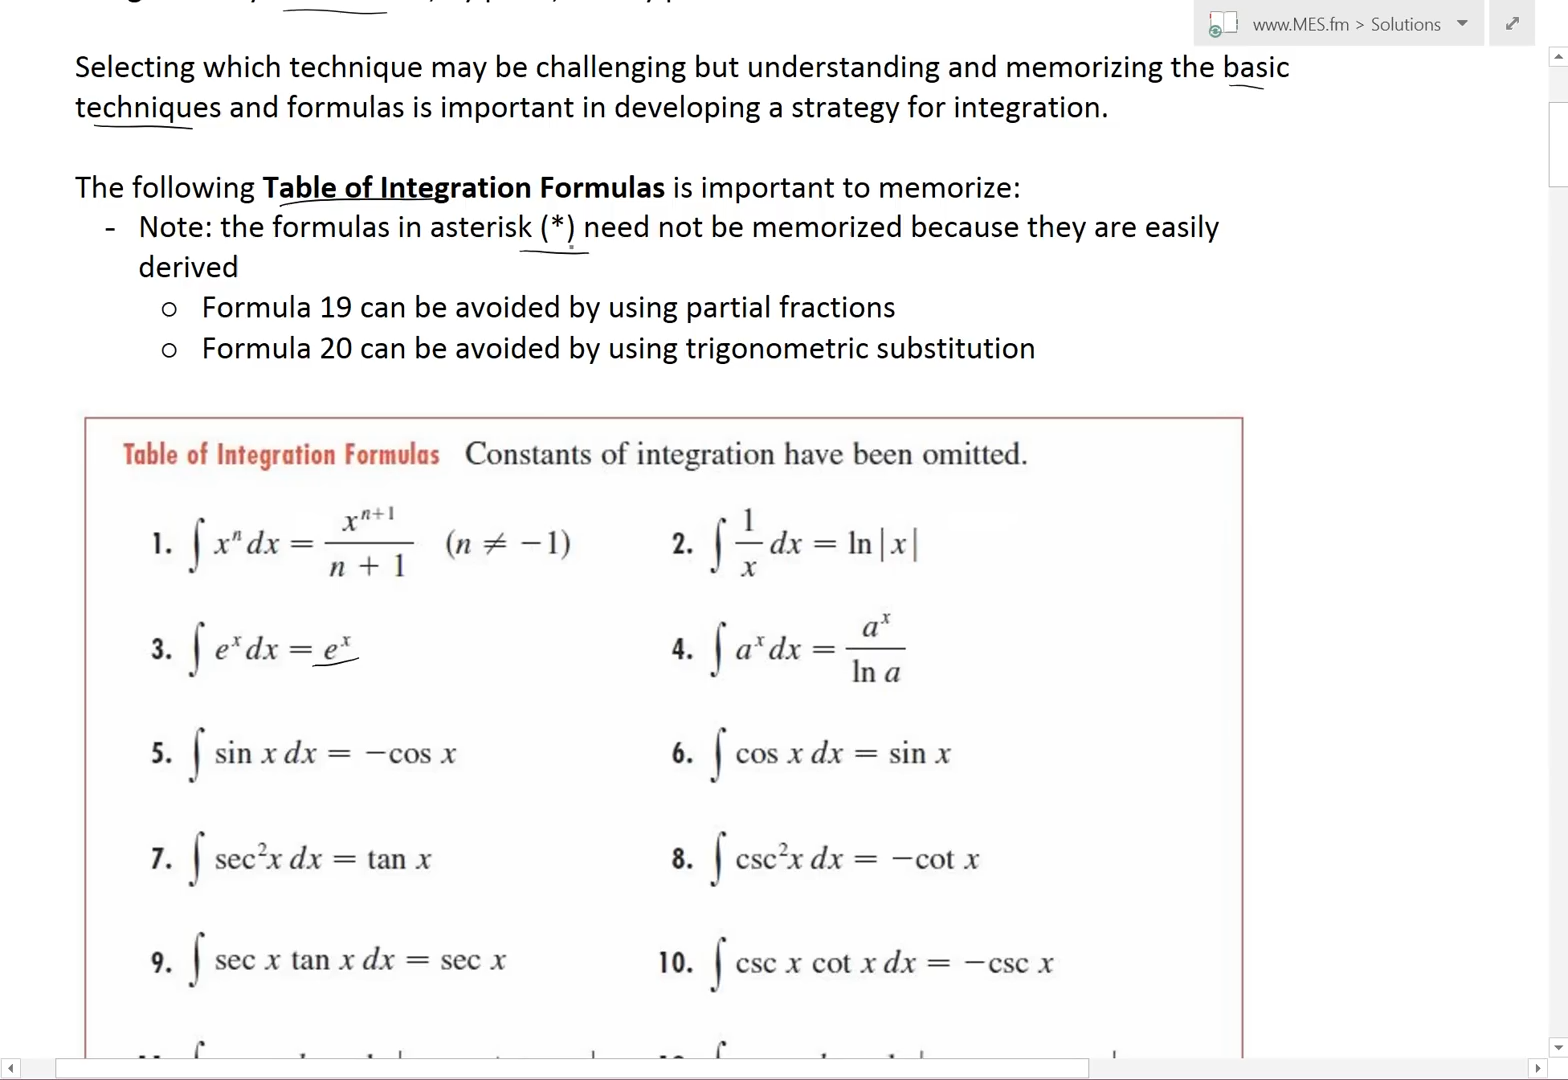 www.MES.fm > Solutions
Selecting which technique may be challenging but understanding and memorizing the basic
techniques and formulas is important in developing a strategy for integration.
The following Table of Integration Formulas is important to memorize:
- Note: the formulas in asterisk (*) need not be memorized because they are easily
derived
o Formula 19 can be avoided by using partial fractions
o Formula 20 can be avoided by using trigonometric substitution
Table of Integration Formulas Constants of integration have been omitted.
1. ∫ xⁿ dx = xⁿ⁺¹/(n + 1) (n ≠ −1) 2. ∫ 1/x dx = ln|x|
3. ∫ eˣ dx = eˣ 4. ∫ aˣ dx = aˣ/ln a
5. ∫ sin x dx = −cos x 6. ∫ cos x dx = sin x
7. ∫ sec²x dx = tan x 8. ∫ csc²x dx = −cot x
9. ∫ sec x tan x dx = sec x 10. ∫ csc x cot x dx = −csc x